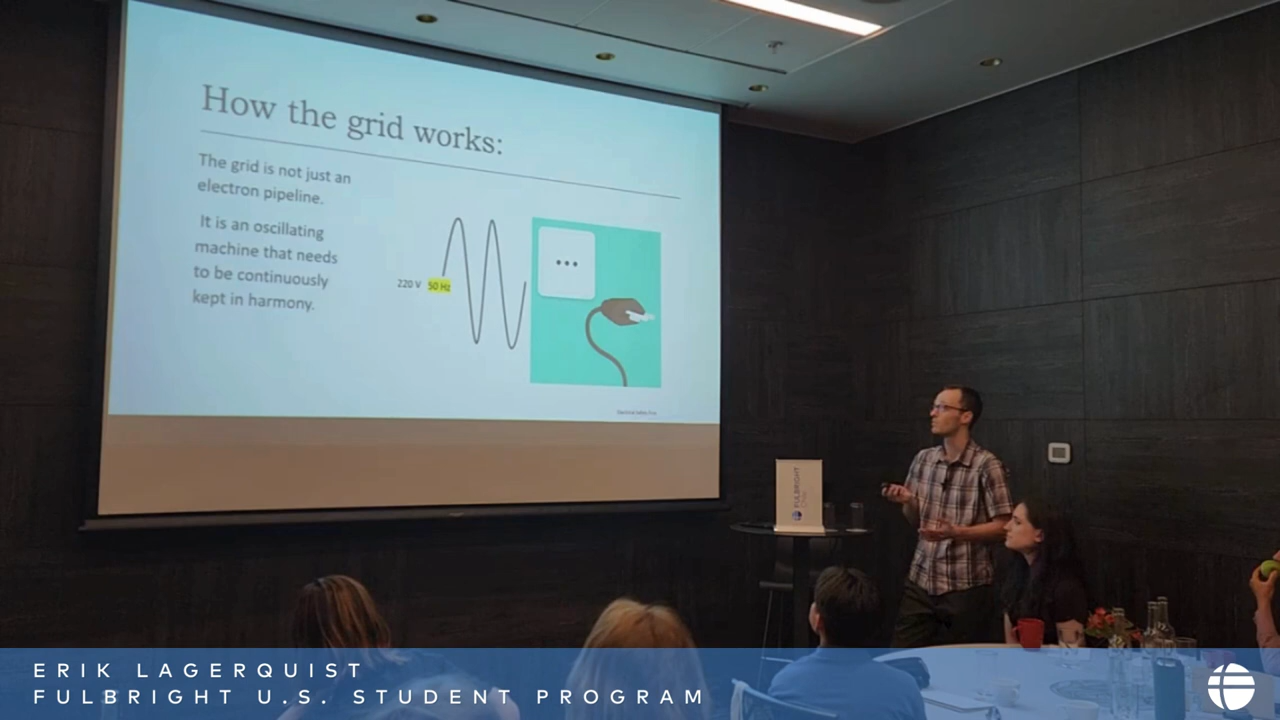 How the grid works:
The grid is not just an
electron pipeline.
It is an oscillating
machine that needs
to be continuously
kept in harmony.
220 V 50 Hz
FULBRIGHT
ERIK LAGERQUIST
FULBRIGHT U.S. STUDENT PROGRAM